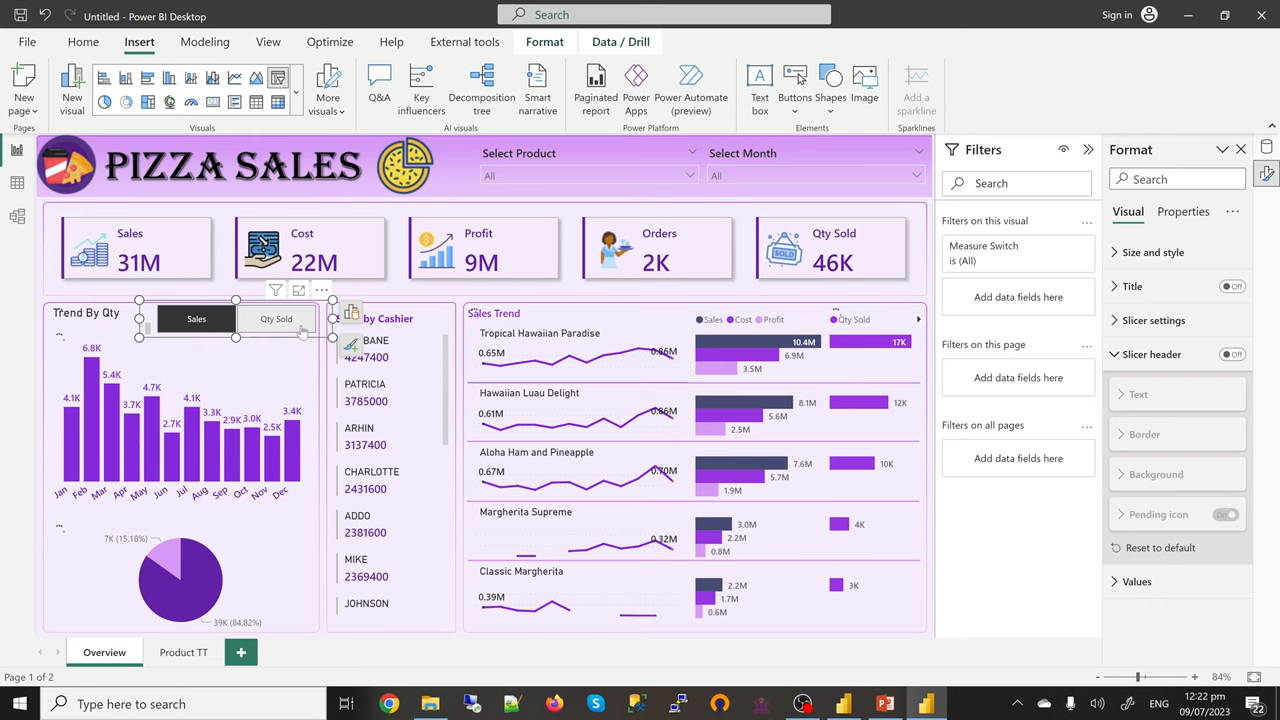 Untitled - Power BI Desktop
Search
Sign in
File
Home
Insert
Modeling
View
Optimize
Help
External tools
Format
Data / Drill
New page
New visual
More visuals
Q&A
Key influencers
Decomposition tree
Smart narrative
Paginated report
Power Apps
Power Automate (preview)
Text box
Buttons
Shapes
Image
Add a sparkline
Pages
Visuals
AI visuals
Power Platform
Elements
Sparklines
PIZZA SALES
Select Product
All
Select Month
All
Sales
31M
Cost
22M
Profit
9M
Orders
2K
Qty Sold
46K
SOLD
Trend By Qty
Sales
Qty Sold
4.1K
6.8K
5.4K
3.7K
4.7K
2.7K
4.1K
3.3K
2.9K
3.0K
2.5K
3.4K
Jan
Feb
Mar
Apr
May
Jun
Jul
Aug
Sep
Oct
Nov
Dec
7K (15.18%)
39K (84.82%)
by Cashier
BANE
4247400
PATRICIA
3785000
ARHIN
3137400
CHARLOTTE
2431600
ADDO
2381600
MIKE
2369400
JOHNSON
Sales Trend
Sales
Cost
Profit
Qty Sold
Tropical Hawaiian Paradise
0.65M
0.86M
10.4M
6.9M
3.5M
17K
Hawaiian Luau Delight
0.61M
0.86M
8.1M
5.6M
2.5M
12K
Aloha Ham and Pineapple
0.67M
0.70M
7.6M
5.7M
1.9M
10K
Margherita Supreme
0.32M
3.0M
2.2M
0.8M
4K
Classic Margherita
0.39M
2.2M
1.7M
0.6M
3K
Filters
Search
Filters on this visual
Measure Switch
is (All)
Add data fields here
Filters on this page
Add data fields here
Filters on all pages
Add data fields here
Format
Search
Visual
Properties
Size and style
Title
Off
Slicer settings
Slicer header
Off
Text
Border
Background
Pending icon
On
Reset to default
Values
Overview
Product TT
Page 1 of 2
84%
Type here to search
ENG
12:22 pm
09/07/2023
22